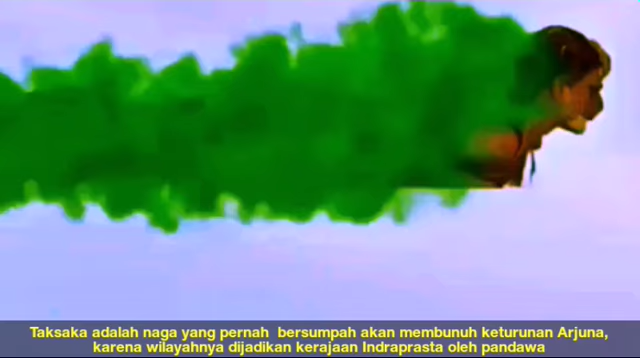 Taksaka adalah naga yang pernah  bersumpah akan membunuh keturunan Arjuna,
karena wilayahnya dijadikan kerajaan Indraprasta oleh pandawa